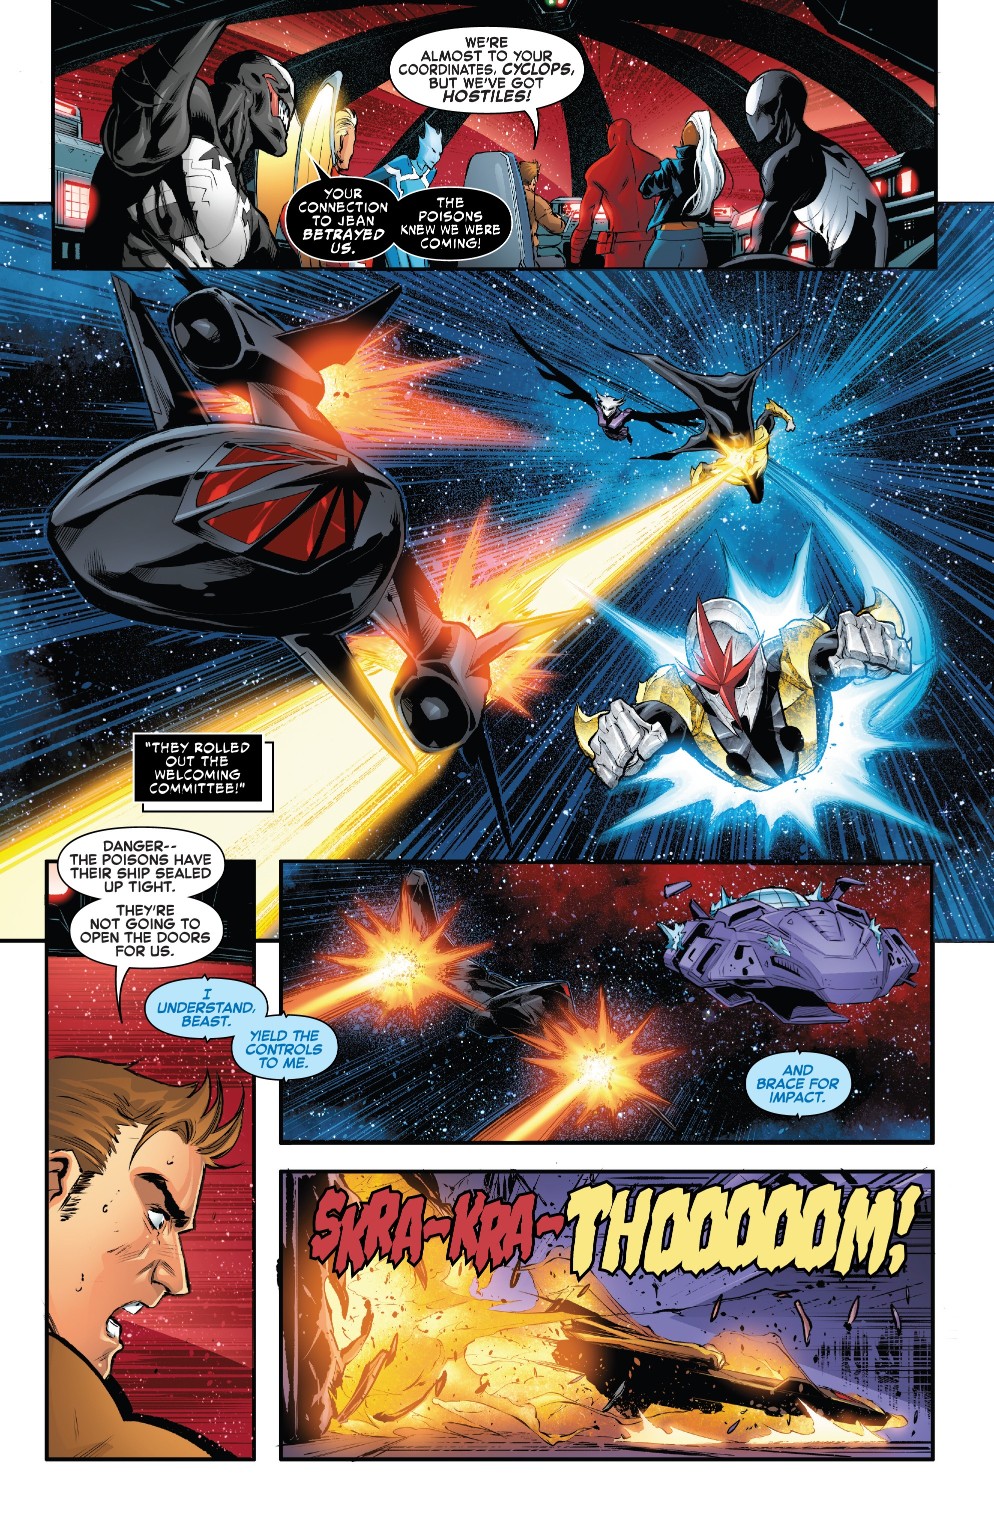 WE'RE
ALMOST TO YOUR
COORDINATES, CYCLOPS,
BUT WE'VE GOT
HOSTILES!
YOUR
CONNECTION
TO JEAN
BETRAYED
US.
THE
POISONS
KNEW WE WERE
COMING!
"THEY ROLLED
OUT THE
WELCOMING
COMMITTEE!"
DANGER--
THE POISONS HAVE
THEIR SHIP SEALED
UP TIGHT.
THEY'RE
NOT GOING TO
OPEN THE DOORS
FOR US.
I
UNDERSTAND,
BEAST.
YIELD THE
CONTROLS
TO ME.
AND
BRACE FOR
IMPACT.
SKRA-KRA-THOOOOOOM!